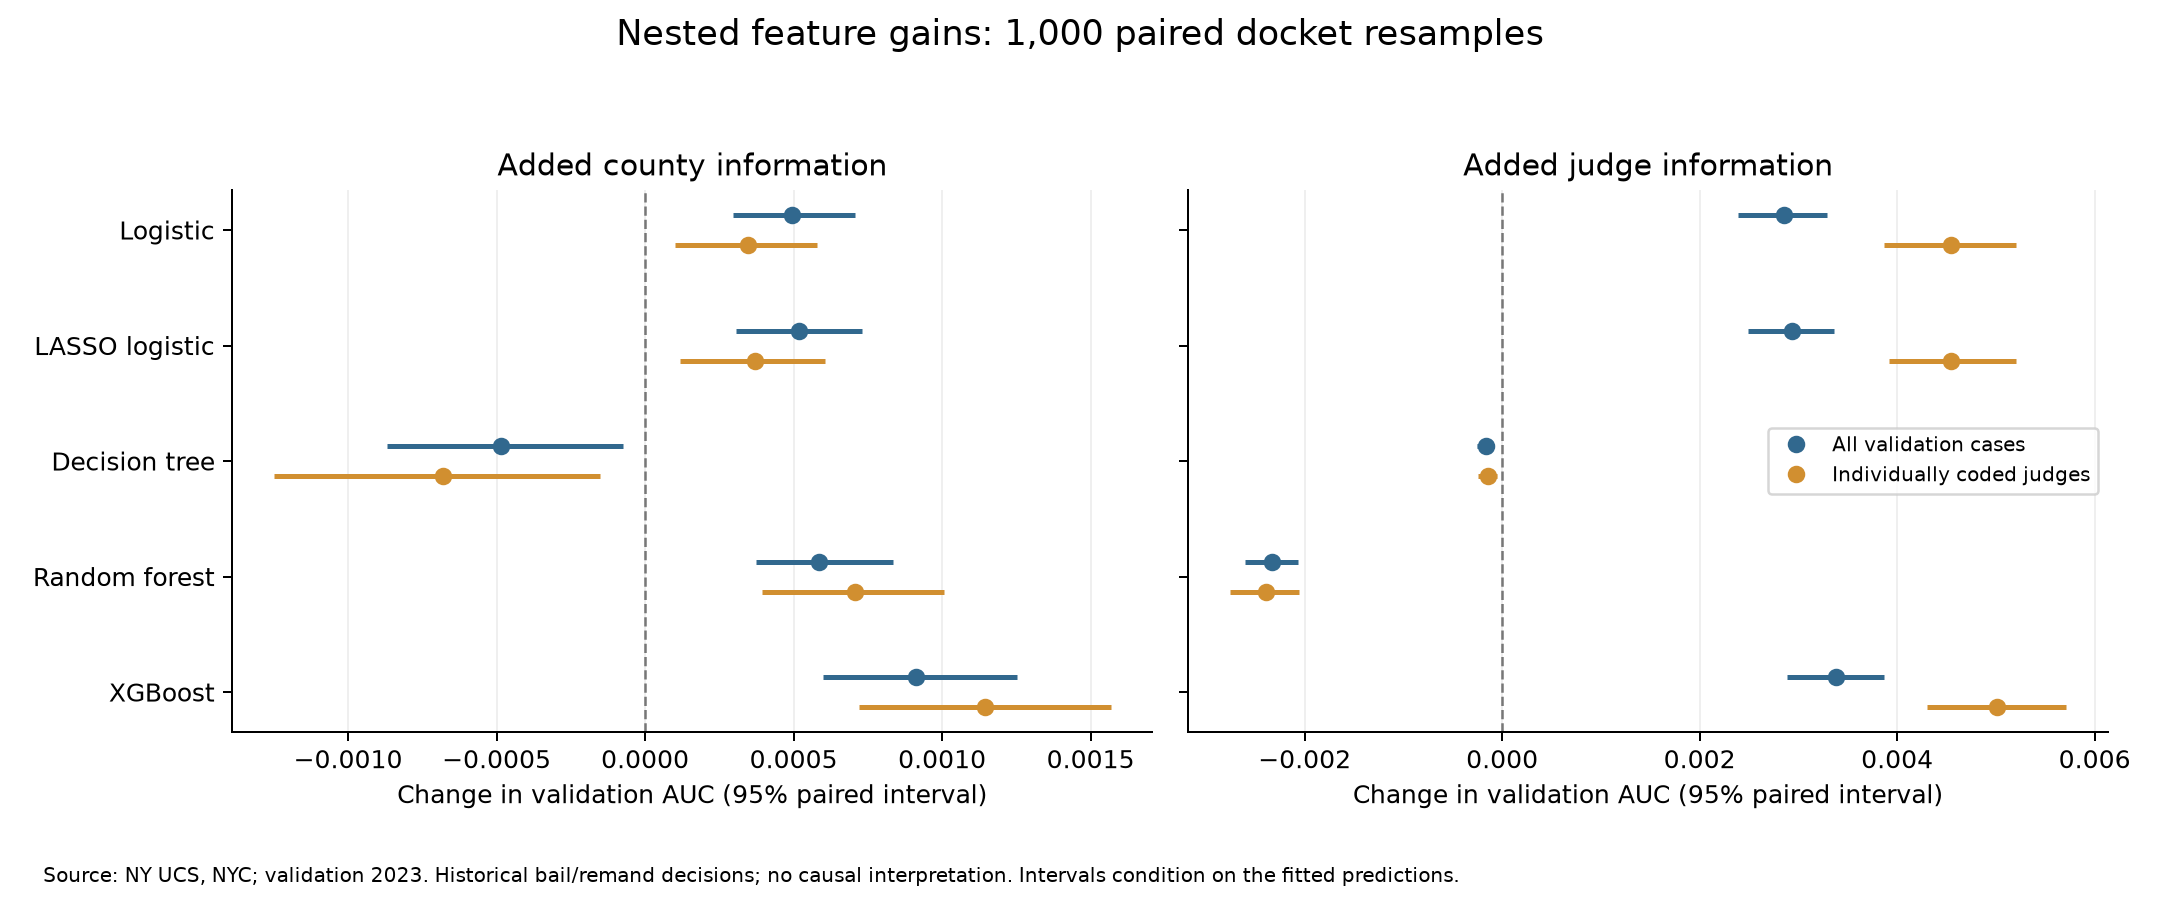 Nested feature gains: 1,000 paired docket resamples
Added county information
Added judge information
Logistic
LASSO logistic
Decision tree
Random forest
XGBoost
All validation cases
Individually coded judges
−0.0010 −0.0005 0.0000 0.0005 0.0010 0.0015
−0.002 0.000 0.002 0.004 0.006
Change in validation AUC (95% paired interval)
Change in validation AUC (95% paired interval)
Source: NY UCS, NYC; validation 2023. Historical bail/remand decisions; no causal interpretation. Intervals condition on the fitted predictions.